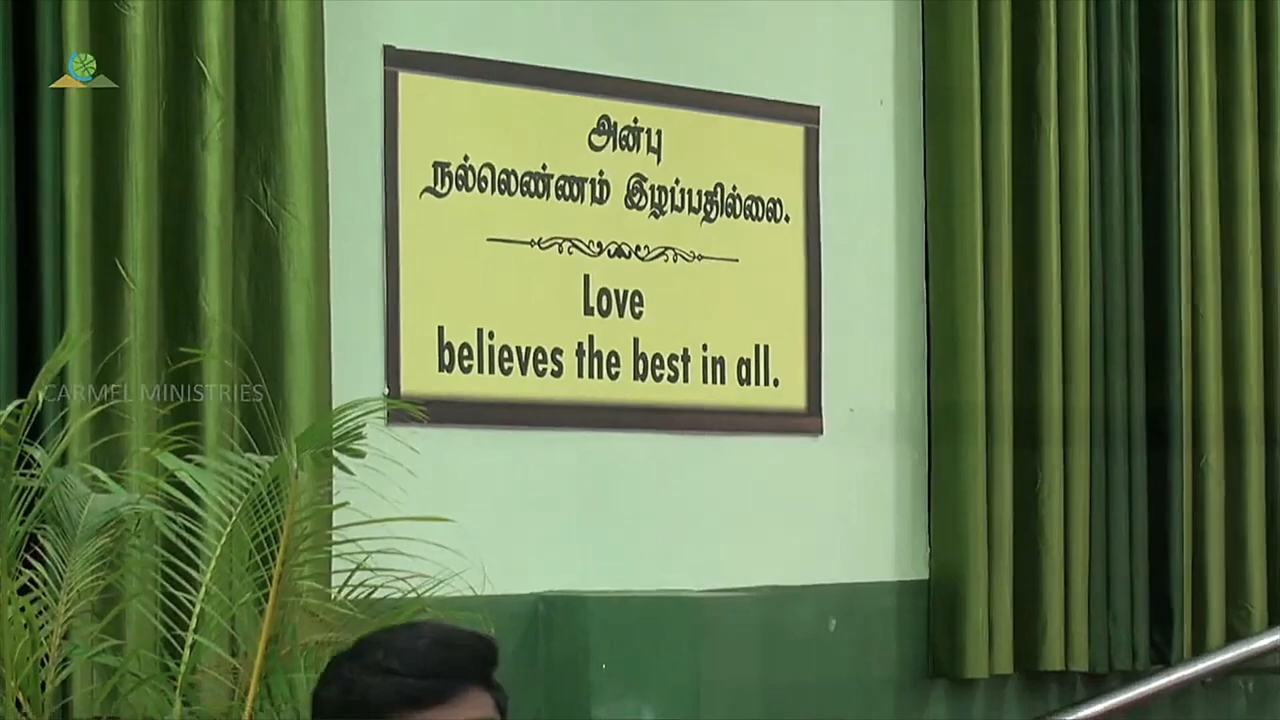 அன்பு
நல்லெண்ணம் இழப்பதில்லை.
Love
believes the best in all.
CARMEL MINISTRIES